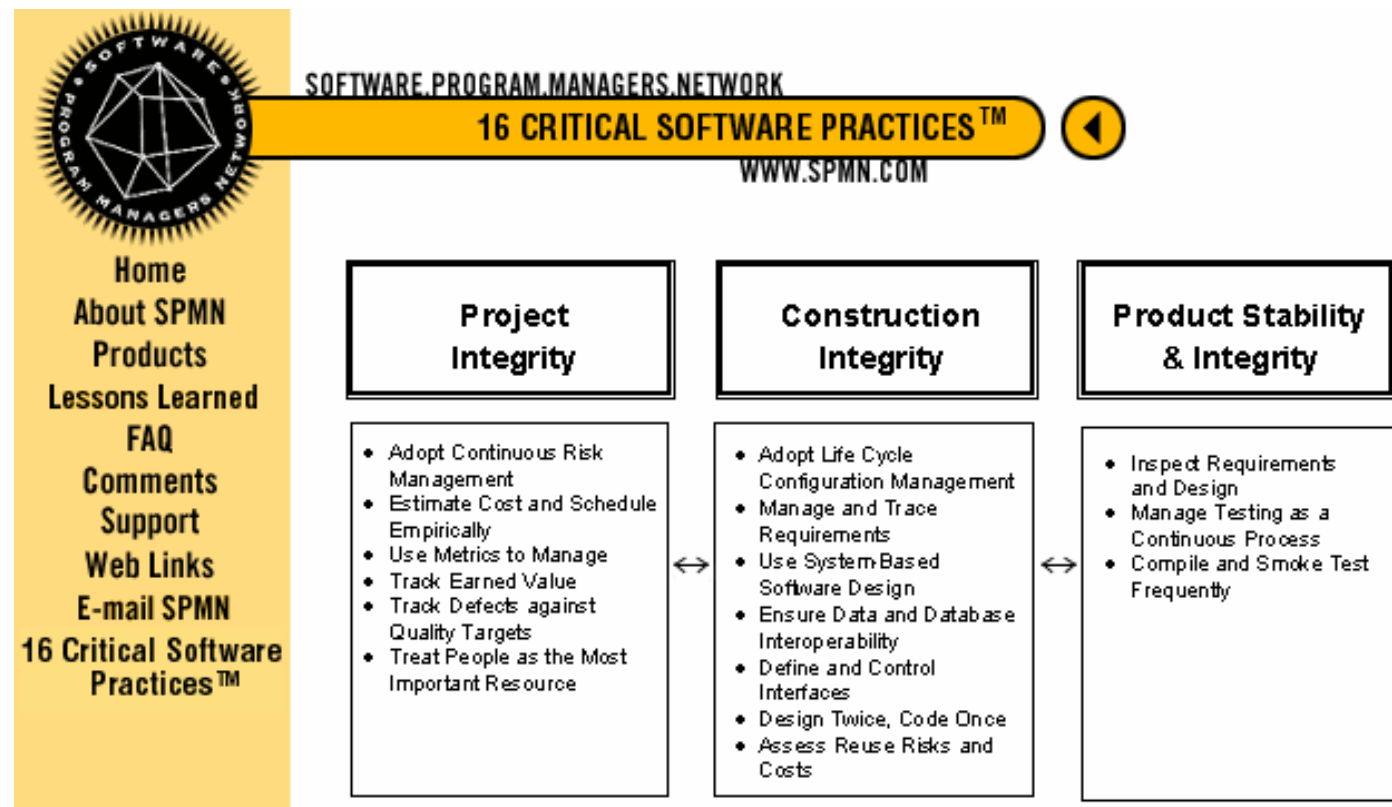 SOFTWARE PROGRAM MANAGERS NETWORK
SOFTWARE.PROGRAM.MANAGERS.NETWORK
16 CRITICAL SOFTWARE PRACTICES™
WWW.SPMN.COM
Home
About SPMN
Products
Lessons Learned
FAQ
Comments
Support
Web Links
E-mail SPMN
16 Critical Software
Practices™
Project
Integrity
• Adopt Continuous Risk
Management
• Estimate Cost and Schedule
Empirically
• Use Metrics to Manage
• Track Earned Value
• Track Defects against
Quality Targets
• Treat People as the Most
Important Resource
Construction
Integrity
• Adopt Life Cycle
Configuration Management
• Manage and Trace
Requirements
• Use System-Based
Software Design
• Ensure Data and Database
Interoperability
• Define and Control
Interfaces
• Design Twice, Code Once
• Assess Reuse Risks and
Costs
Product Stability
& Integrity
• Inspect Requirements
and Design
• Manage Testing as a
Continuous Process
• Compile and Smoke Test
Frequently